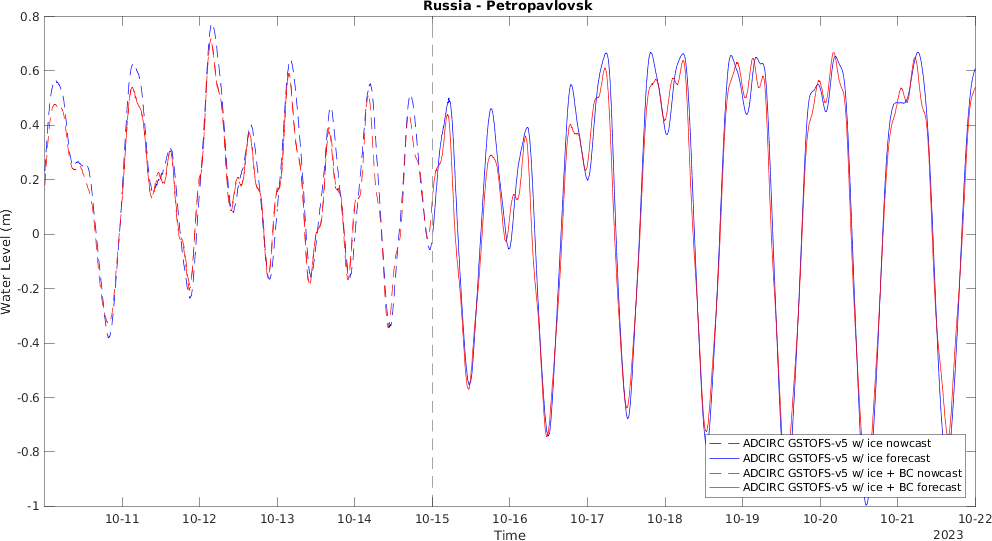 Russia - Petropavlovsk
0.8
0.6
0.4
0.2
0
-0.2
-0.4
-0.6
-0.8
-1
Water Level (m)
ADCIRC GSTOFS-v5 w/ ice nowcast
ADCIRC GSTOFS-v5 w/ ice forecast
ADCIRC GSTOFS-v5 w/ ice + BC nowcast
ADCIRC GSTOFS-v5 w/ ice + BC forecast
10-11 10-12 10-13 10-14 10-15 10-16 10-17 10-18 10-19 10-20 10-21 10-22
Time
2023